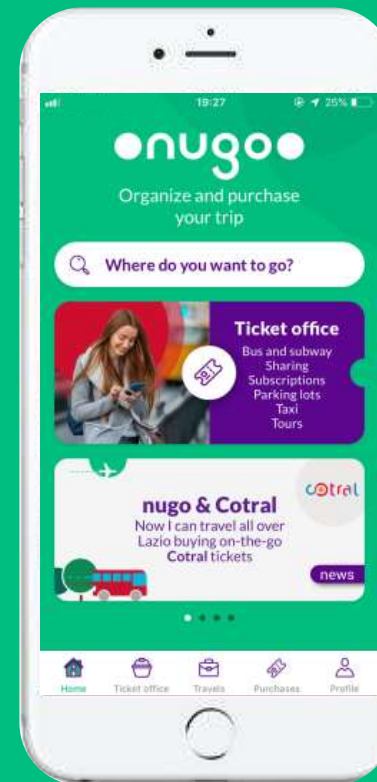 19:27
25%
nugo
Organize and purchase
your trip
Where do you want to go?
Ticket office
Bus and subway
Sharing
Subscriptions
Parking lots
Taxi
Tours
cotral
nugo & Cotral
Now I can travel all over
Lazio buying on-the-go
Cotral tickets
news
Home
Ticket office
Travels
Purchases
Profile